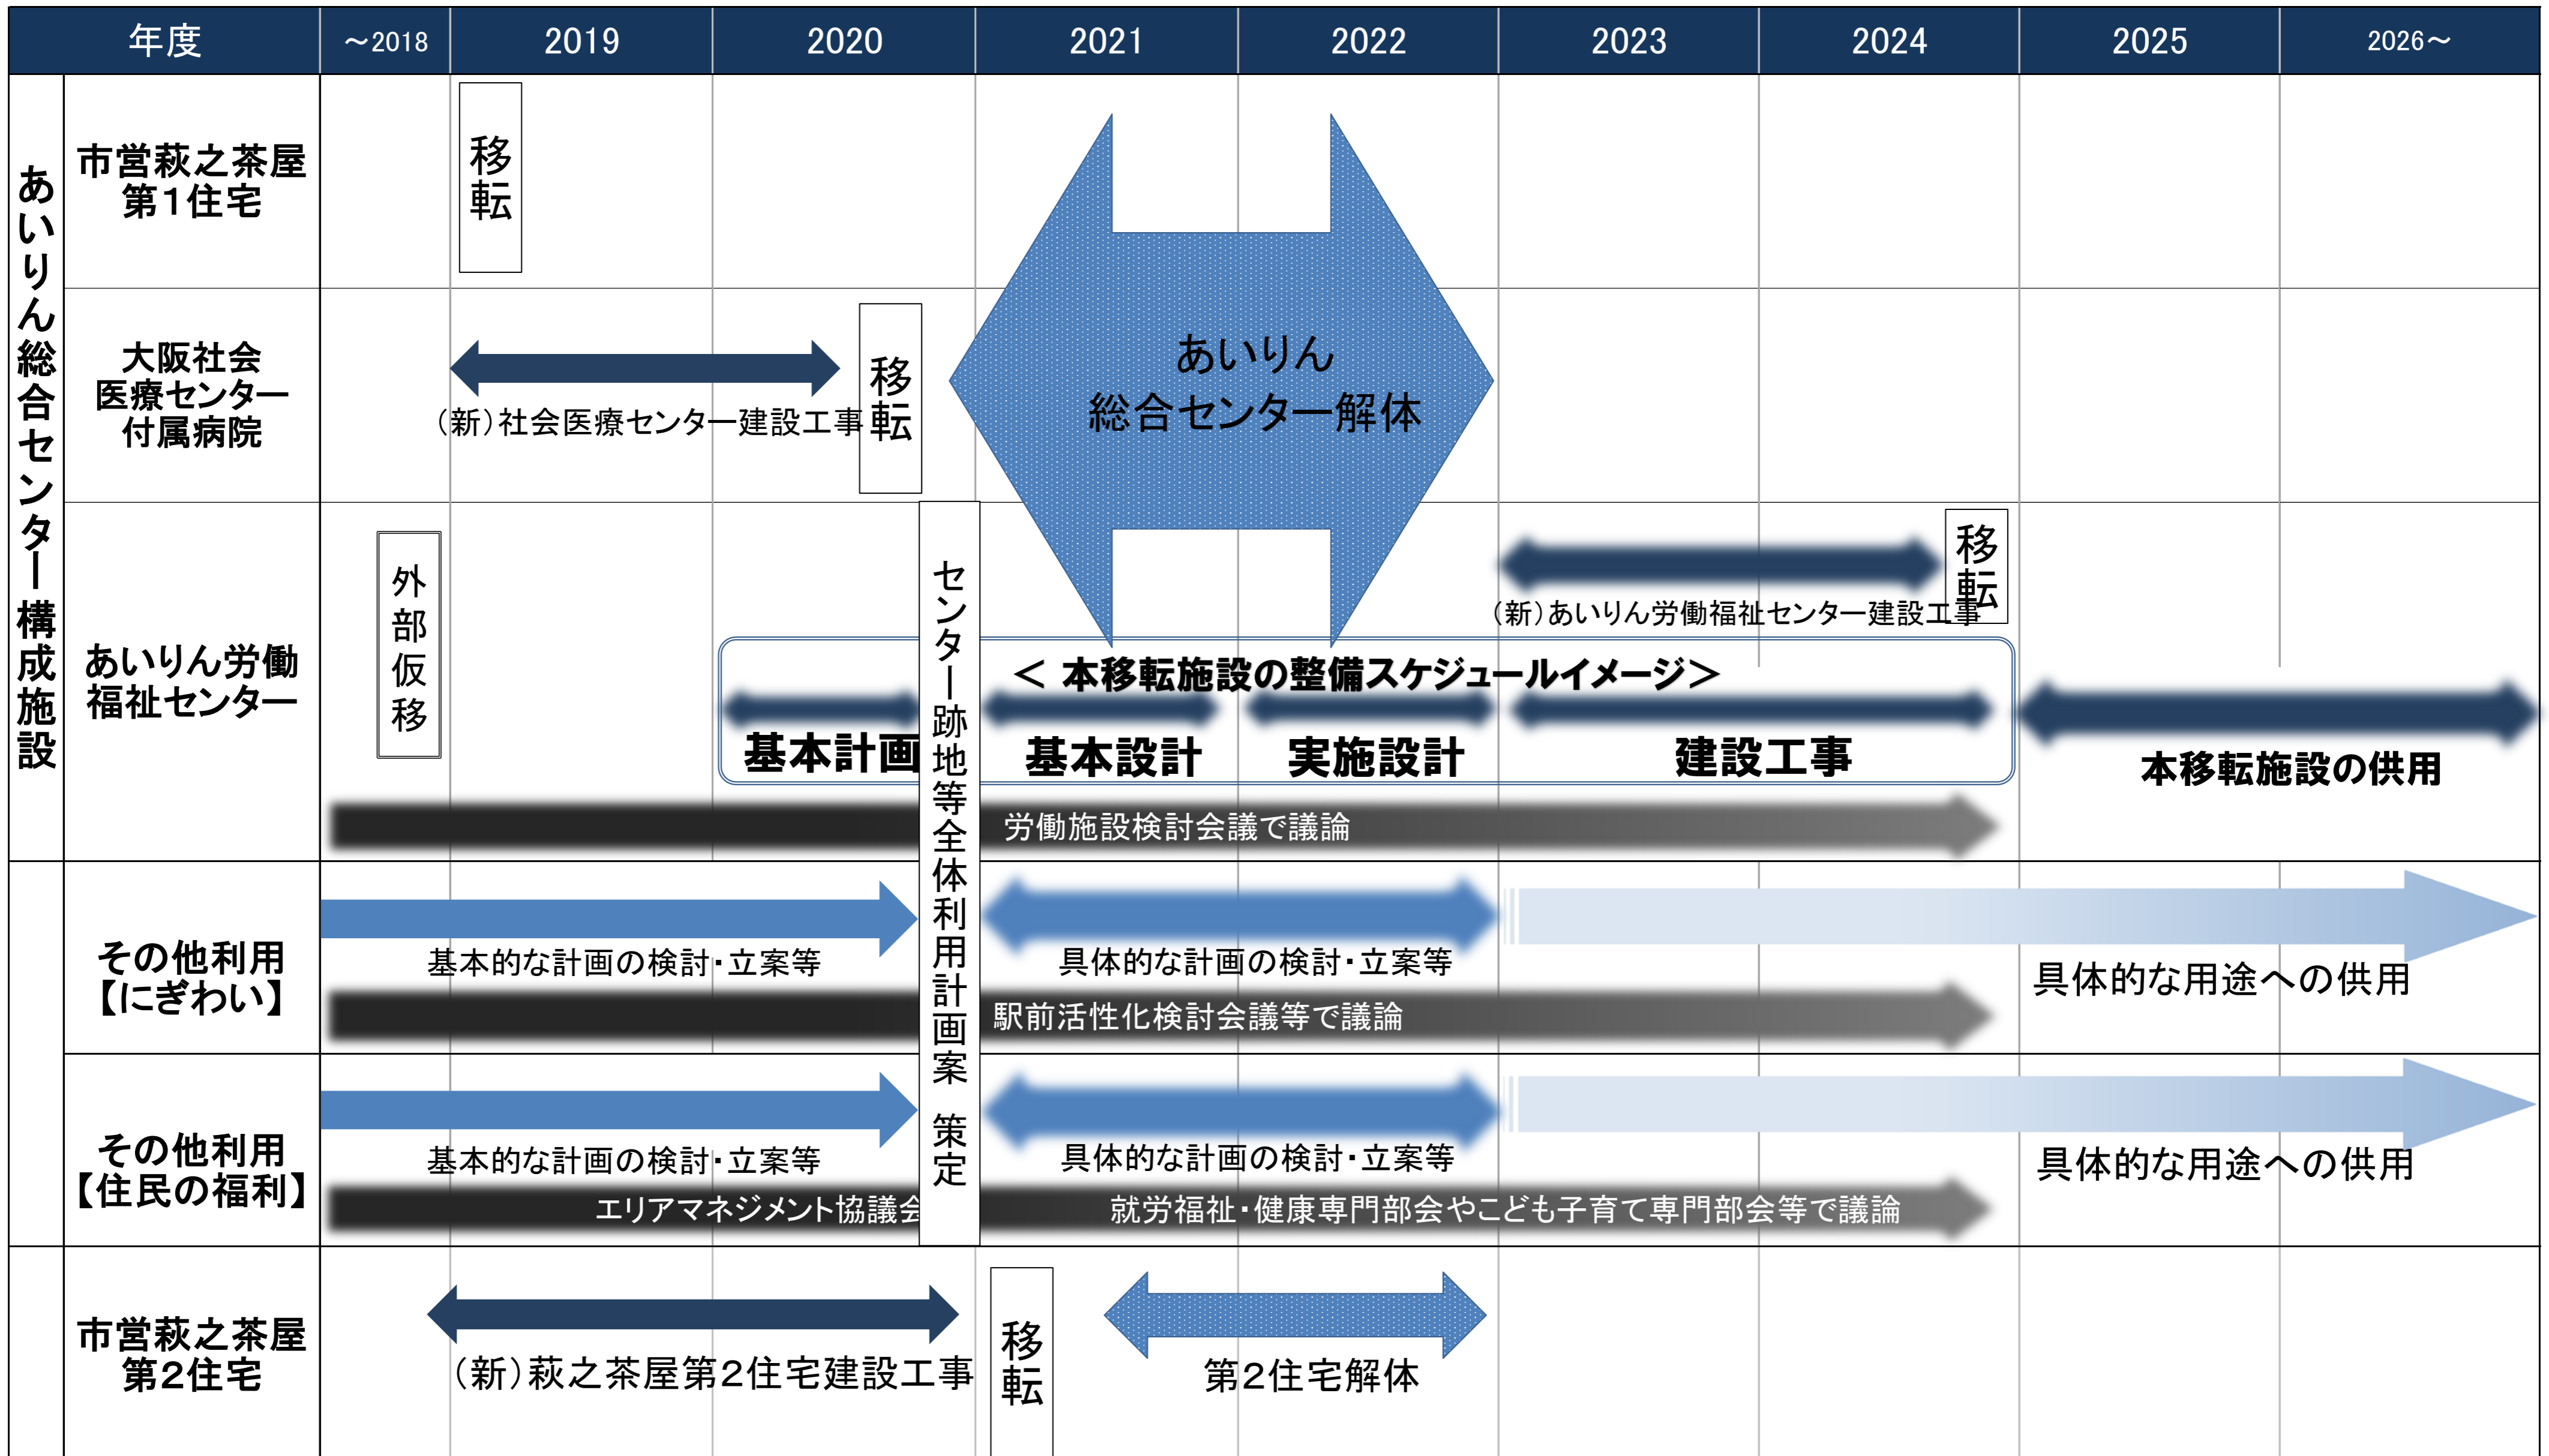 年度
～2018
2019
2020
2021
2022
2023
2024
2025
2026～
あいりん総合センター構成施設
市営萩之茶屋
第1住宅
移転
あいりん
総合センター解体
大阪社会
医療センター
付属病院
(新)社会医療センター建設工事
移転
あいりん労働
福祉センター
外部仮移
センター跡地等全体利用計画案 策定
移転
(新)あいりん労働福祉センター建設工事
＜ 本移転施設の整備スケジュールイメージ＞
基本計画
基本設計
実施設計
建設工事
本移転施設の供用
労働施設検討会議で議論
その他利用
【にぎわい】
基本的な計画の検討・立案等
具体的な計画の検討・立案等
具体的な用途への供用
駅前活性化検討会議等で議論
その他利用
【住民の福利】
基本的な計画の検討・立案等
具体的な計画の検討・立案等
具体的な用途への供用
エリアマネジメント協議会
就労福祉・健康専門部会やこども子育て専門部会等で議論
市営萩之茶屋
第2住宅
(新)萩之茶屋第2住宅建設工事
移転
第2住宅解体